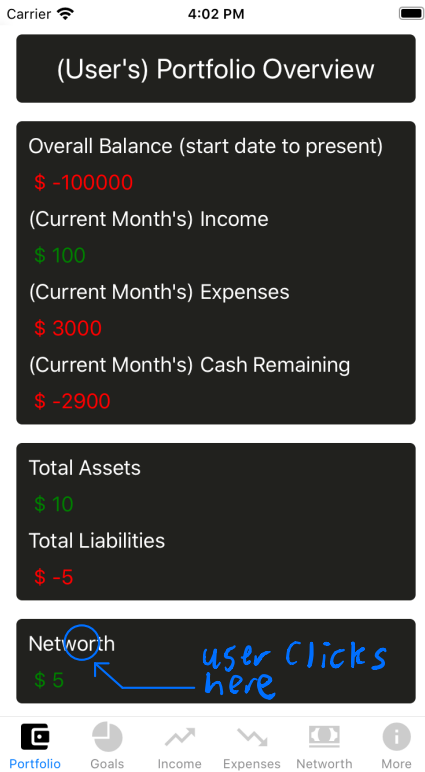 Carrier 4:02 PM
(User's) Portfolio Overview
Overall Balance (start date to present)
$ -100000
(Current Month's) Income
$ 100
(Current Month's) Expenses
$ 3000
(Current Month's) Cash Remaining
$ -2900
Total Assets
$ 10
Total Liabilities
$ -5
Networth
$ 5
user clicks
here
Portfolio Goals Income Expenses Networth More